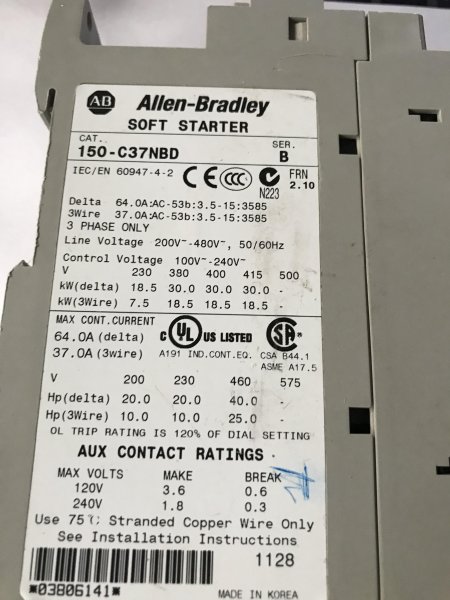 AB Allen-Bradley
SOFT STARTER
CAT. SER.
150-C37NBD B
IEC/EN 60947-4-2 CE CCC N223 FRN 2.10
Delta 64.0A:AC-53b:3.5-15:3585
3Wire 37.0A:AC-53b:3.5-15:3585
3 PHASE ONLY
Line Voltage 200V~-480V~, 50/60Hz
Control Voltage 100V~-240V~
V 230 380 400 415 500
kW(delta) 18.5 30.0 30.0 30.0 -
kW(3Wire) 7.5 18.5 18.5 18.5 -
MAX CONT.CURRENT
64.0A(delta) c UL US LISTED SA
37.0A(3wire) A191 IND.CONT.EQ. CSA B44.1
ASME A17.5
V 200 230 460 575
Hp(delta) 20.0 20.0 40.0 -
Hp(3Wire) 10.0 10.0 25.0 -
OL TRIP RATING IS 120% OF DIAL SETTING
AUX CONTACT RATINGS
MAX VOLTS MAKE BREAK
120V 3.6 0.6
240V 1.8 0.3
Use 75°C Stranded Copper Wire Only
See Installation Instructions
1128
*03806141* MADE IN KOREA